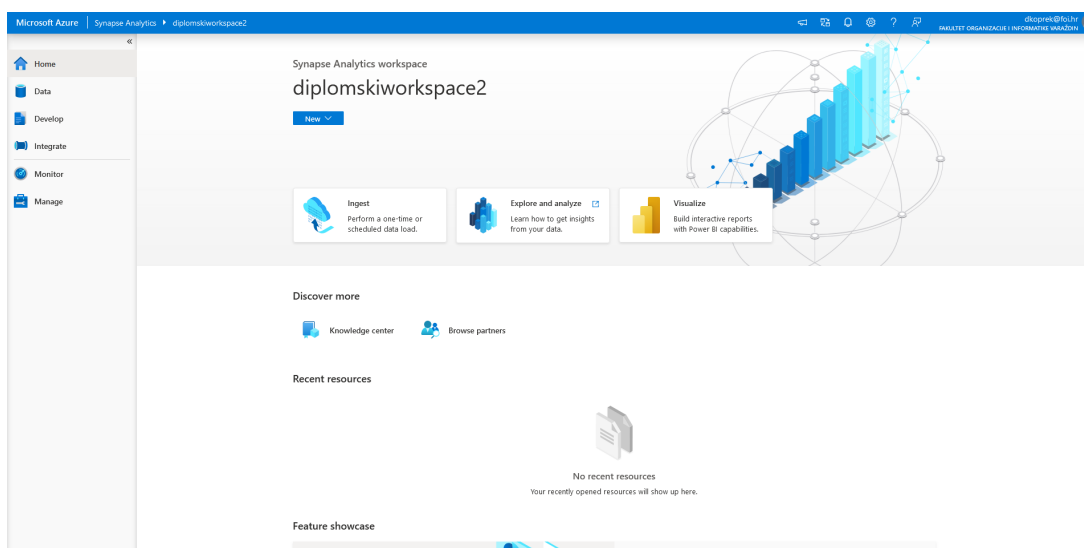 Microsoft Azure
Synapse Analytics
diplomskiworkspace2
dkoprek@foi.hr
FAKULTET ORGANIZACIJE I INFORMATIKE VARAŽDIN
Home
Data
Develop
Integrate
Monitor
Manage
Synapse Analytics workspace
diplomskiworkspace2
New
Ingest
Perform a one-time or
scheduled data load.
Explore and analyze
Learn how to get insights
from your data.
Visualize
Build interactive reports
with Power BI capabilities.
Discover more
Knowledge center
Browse partners
Recent resources
No recent resources
Your recently opened resources will show up here.
Feature showcase